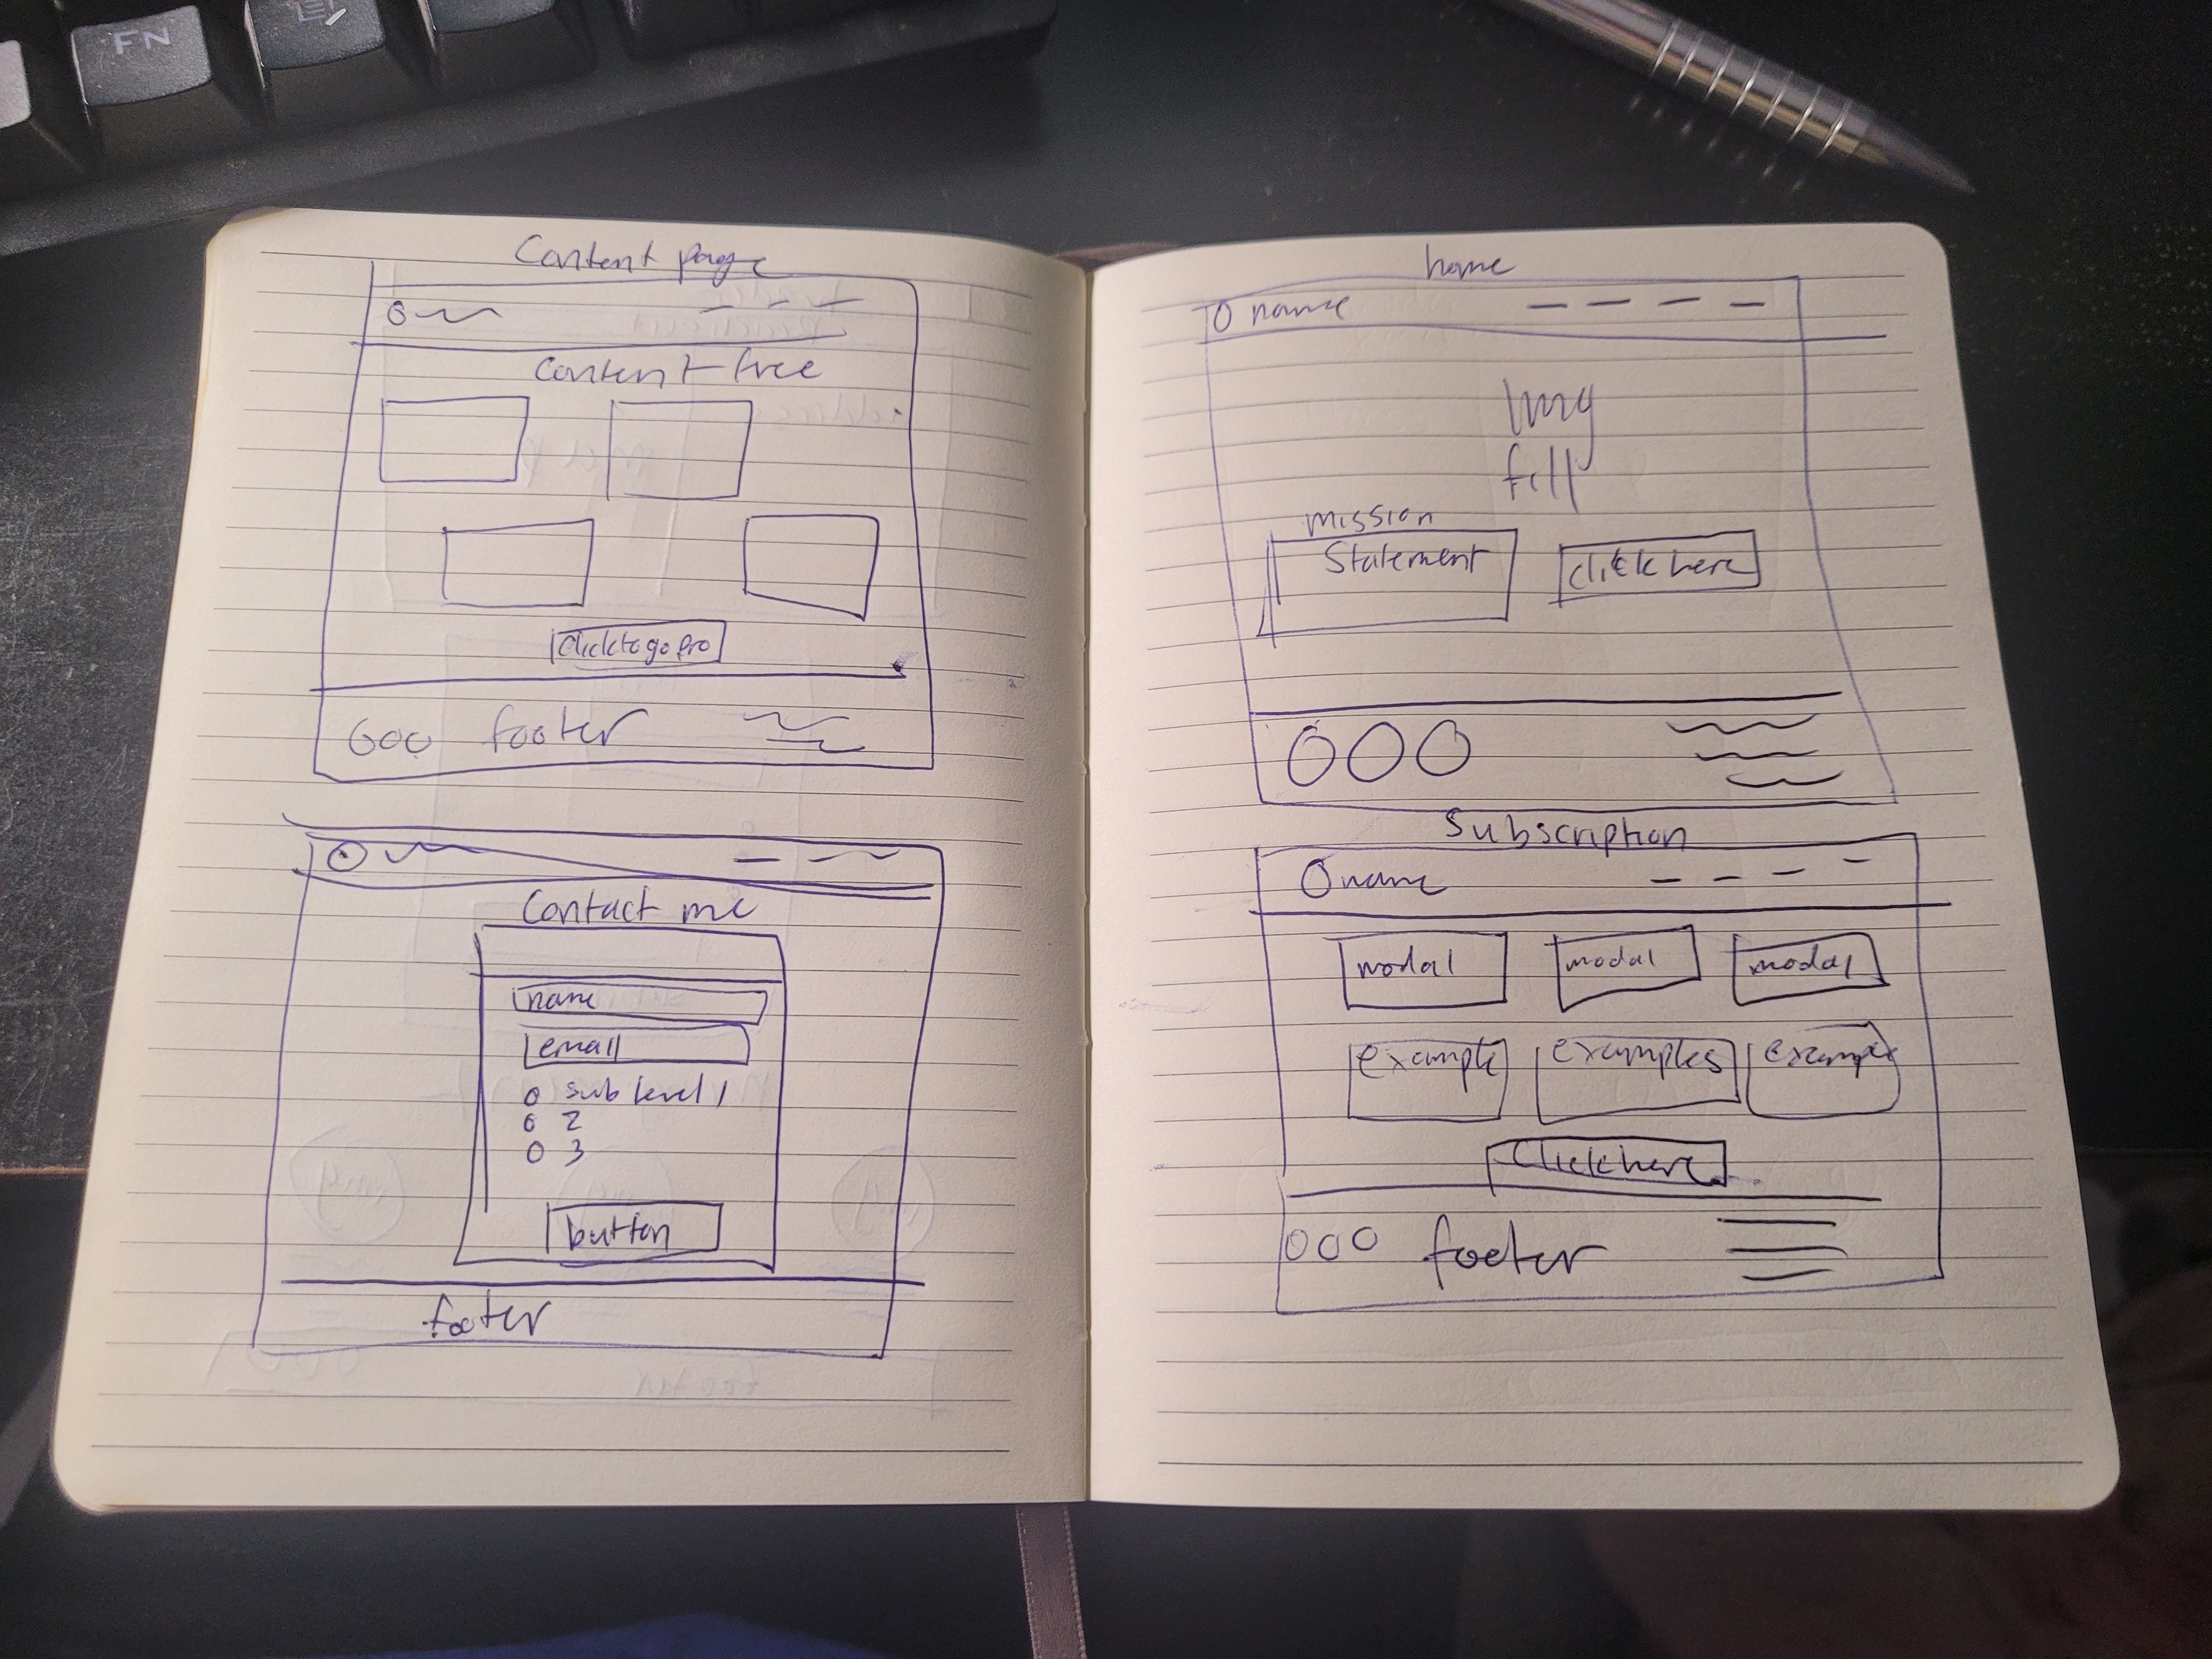 FN
Content page
Content free
Click to go pro
footer
Contact me
name
email
sub level 1
2
3
button
footer
home
name
Img
fill
mission
Statement
click here
Subscription
name
modal modal modal
example examples example
Click here
footer